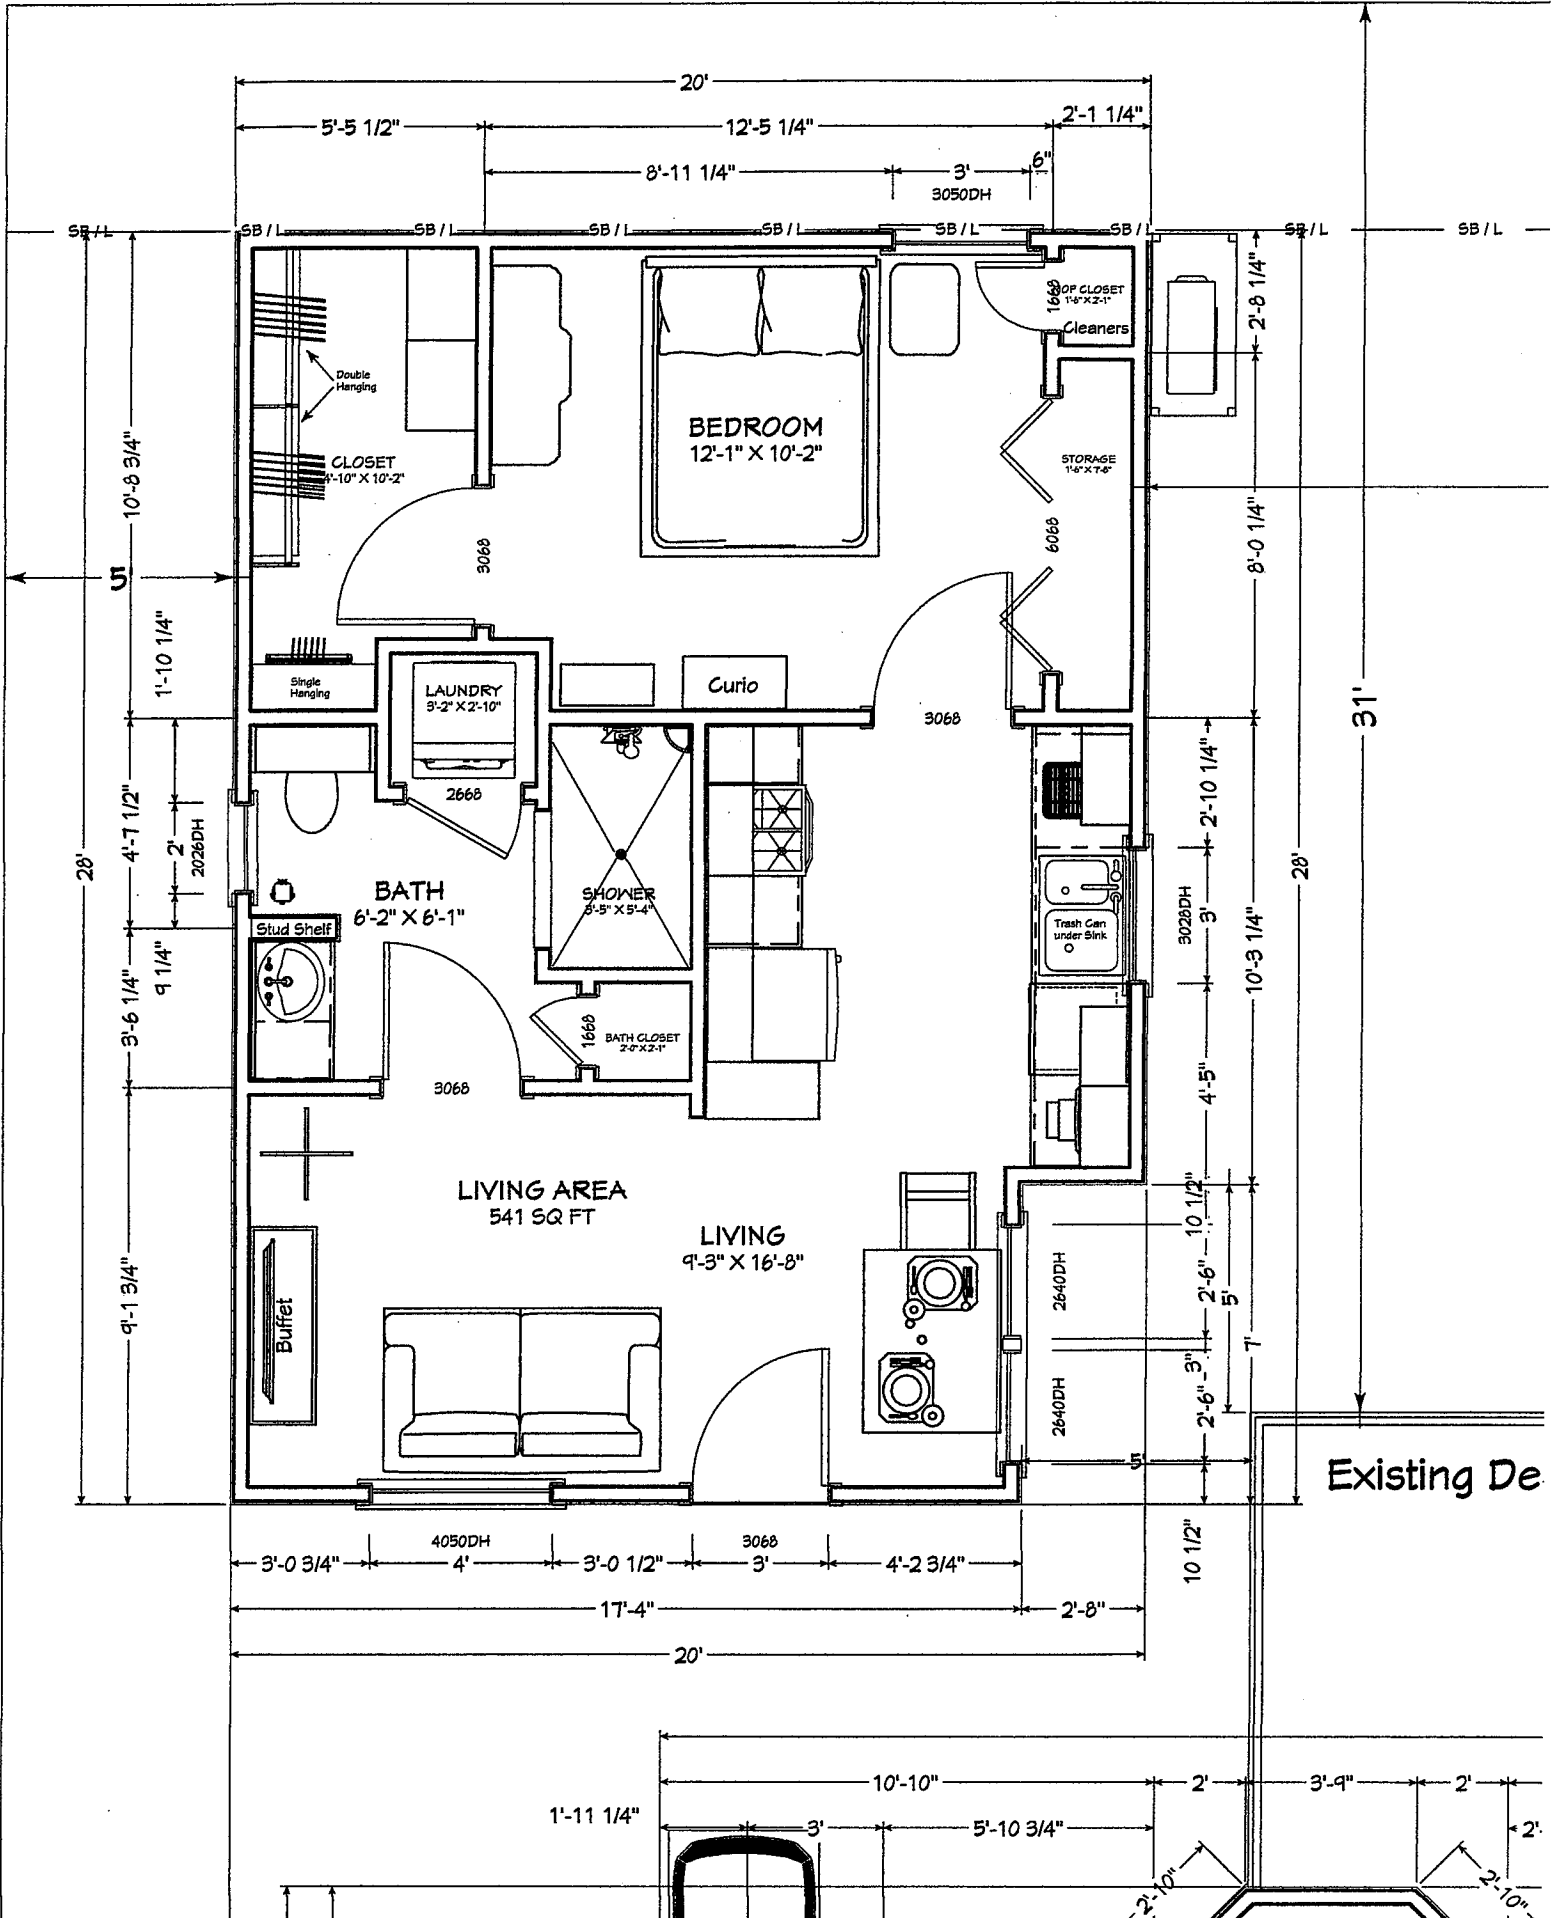 20'
5'-5 1/2"
12'-5 1/4"
2'-1 1/4"
8'-11 1/4"
3'
6"
3050DH
SB / L
SB / L
SB / L
SB / L
SB / L
SB / L
SB / L
SB / L
SB / L
1668
CLOSET
1'-6" X 2'-1"
Cleaners
2'-8 1/4"
Double
Hanging
BEDROOM
12'-1" X 10'-2"
CLOSET
4'-10" X 10'-2"
STORAGE
1'-6" X 7'-8"
10'-8 3/4"
3068
6068
8'-0 1/4"
5'
1'-10 1/4"
Single
Hanging
LAUNDRY
3'-2" X 2'-10"
Curio
3068
31'
2668
2'-10 1/4"
4'-7 1/2"
2'
2026DH
28'
28'
BATH
6'-2" X 6'-1"
SHOWER
3'-5" X 5'-4"
Stud Shelf
Trash Can
under Sink
3028DH
3'
10'-3 1/4"
9 1/4"
3'-6 1/4"
1668
BATH CLOSET
2'-0" X 2'-1"
3068
4'-5"
LIVING AREA
541 SQ FT
LIVING
9'-3" X 16'-8"
10 1/2"
2640DH
2'-6"
5'
9'-1 3/4"
Buffet
7'
3"
2640DH
2'-6"
5'
Existing De
4050DH
3068
10 1/2"
3'-0 3/4"
4'
3'-0 1/2"
3'
4'-2 3/4"
17'-4"
2'-8"
20'
10'-10"
2'
3'-9"
2'
1'-11 1/4"
3'
5'-10 3/4"
2'-
2'-10"
2'-10"